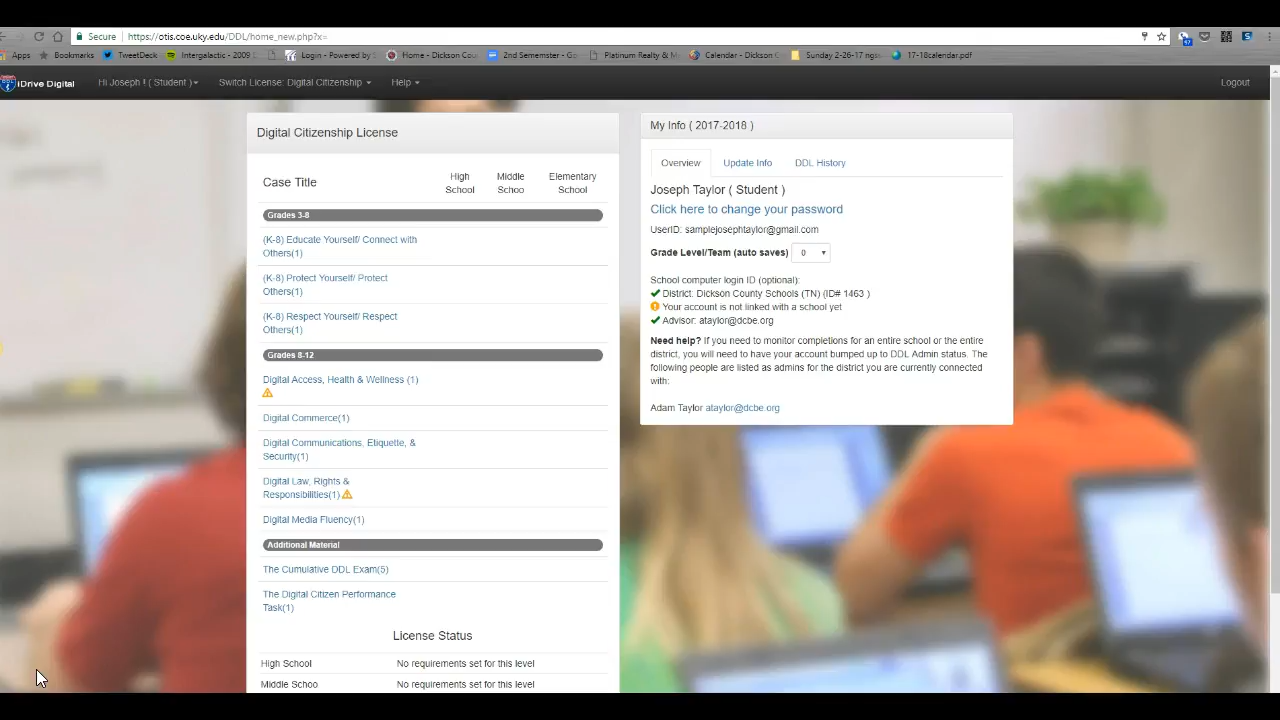 Secure https://otis.coe.uky.edu/DDL/home_new.php?x=
Apps Bookmarks TweetDeck Intergalactic - 2009 Login - Powered by Home - Dickson Coun 2nd Sememster - G Platinum Realty & M Calendar - Dickson C Sunday 2-26-17 ngs 17-18calendar.pdf
iDrive Digital Hi Joseph ! ( Student ) Switch License: Digital Citizenship Help Logout
Digital Citizenship License
Case Title
High School
Middle Schoo
Elementary School
Grades 3-8
(K-8) Educate Yourself/ Connect with
Others(1)
(K-8) Protect Yourself/ Protect
Others(1)
(K-8) Respect Yourself/ Respect
Others(1)
Grades 8-12
Digital Access, Health & Wellness (1)
Digital Commerce(1)
Digital Communications, Etiquette, &
Security(1)
Digital Law, Rights &
Responsibilities(1)
Digital Media Fluency(1)
Additional Material
The Cumulative DDL Exam(5)
The Digital Citizen Performance
Task(1)
License Status
High School No requirements set for this level
Middle Schoo No requirements set for this level
My Info ( 2017-2018 )
Overview Update Info DDL History
Joseph Taylor ( Student )
Click here to change your password
UserID: samplejosephtaylor@gmail.com
Grade Level/Team (auto saves) 0
School computer login ID (optional):
District: Dickson County Schools (TN) (ID# 1463 )
Your account is not linked with a school yet
Advisor: ataylor@dcbe.org
Need help? If you need to monitor completions for an entire school or the entire
district, you will need to have your account bumped up to DDL Admin status. The
following people are listed as admins for the district you are currently connected
with:
Adam Taylor ataylor@dcbe.org